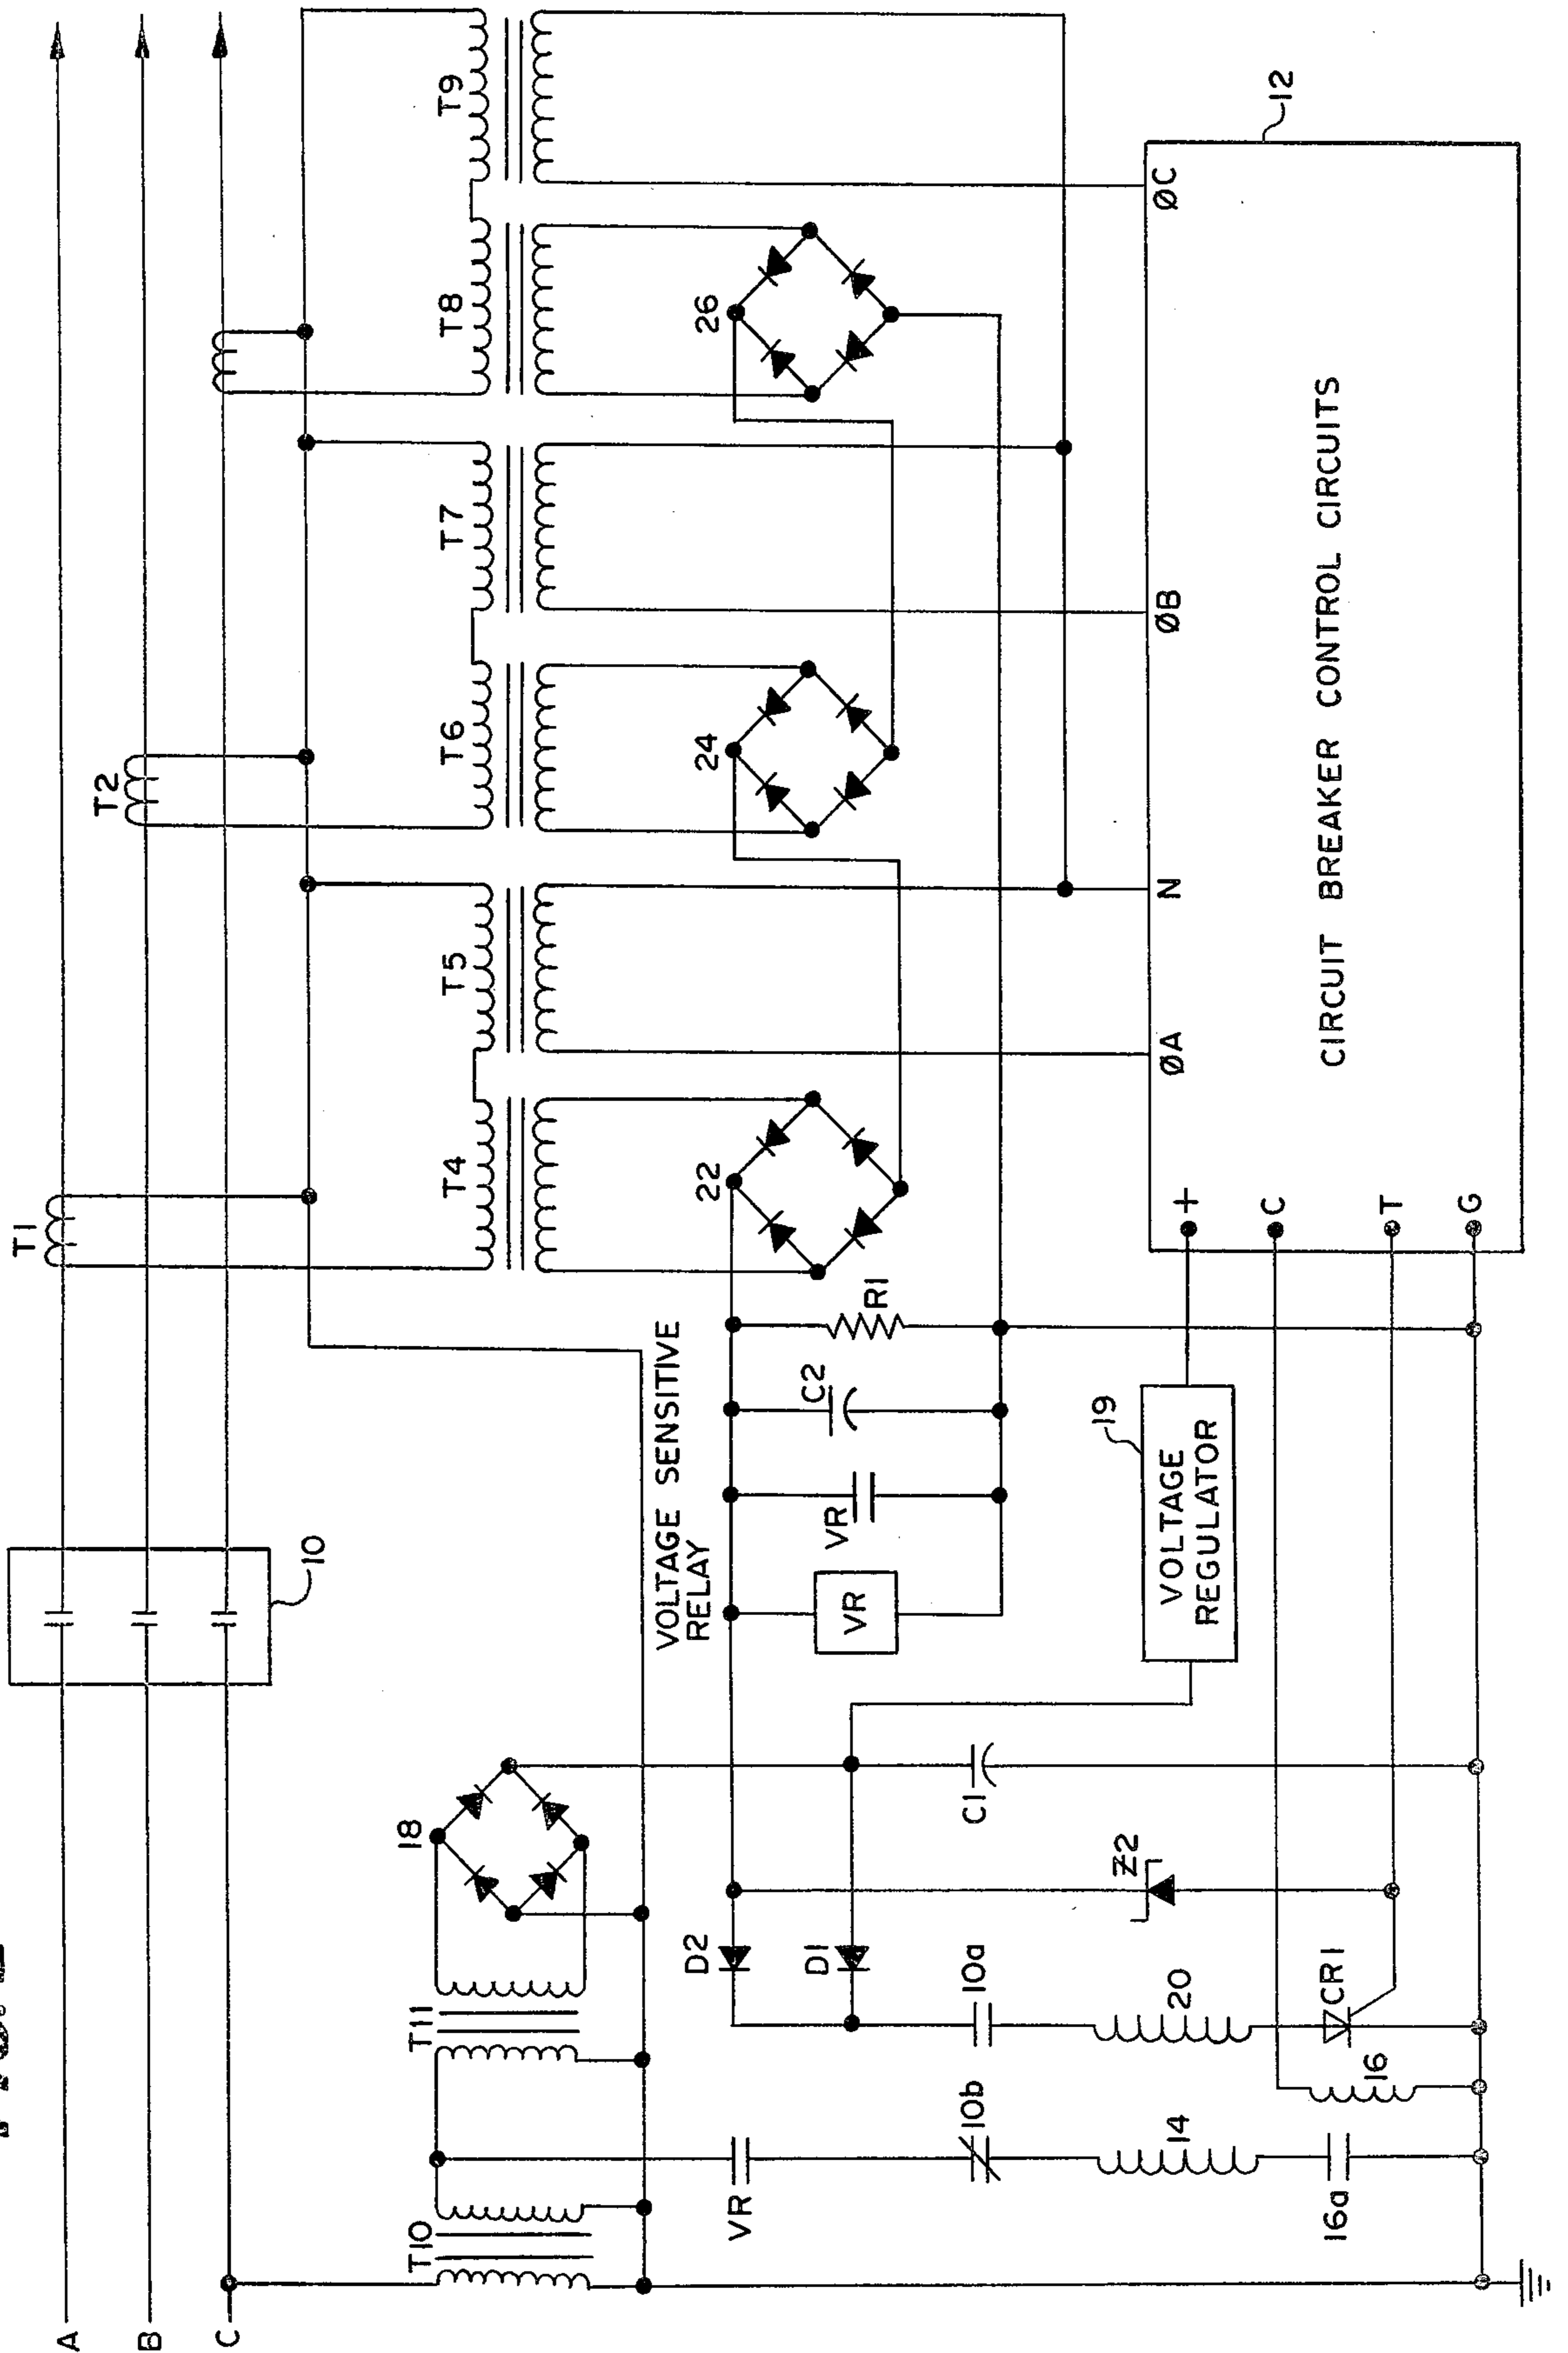 A
B
C
10
T1
T2
T4
T5
T6
T7
T8
T9
T10
T11
18
22
24
26
VOLTAGE SENSITIVE
RELAY
VR
VR
C2
R1
D2
D1
C1
Z2
19
VOLTAGE
REGULATOR
VR
10b
14
16a
10a
20
CR1
16
+
C
T
G
ØA
N
ØB
ØC
12
CIRCUIT BREAKER CONTROL CIRCUITS